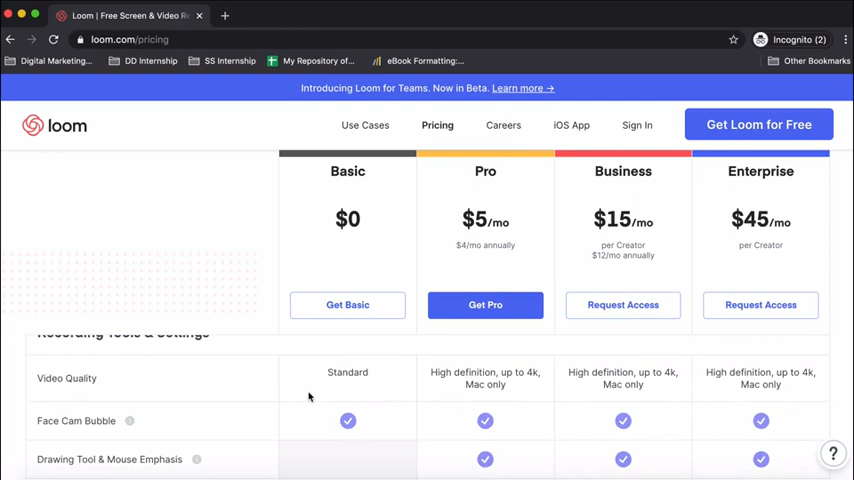 Loom | Free Screen & Video Re
loom.com/pricing
Incognito (2)
Digital Marketing...
DD Internship
SS Internship
My Repository of...
eBook Formatting:...
Other Bookmarks
Introducing Loom for Teams. Now in Beta. Learn more →
loom
Use Cases
Pricing
Careers
iOS App
Sign In
Get Loom for Free
Basic
Pro
Business
Enterprise
$0
$5/mo
$15/mo
$45/mo
$4/mo annually
per Creator
$12/mo annually
per Creator
Get Basic
Get Pro
Request Access
Request Access
Recording Tools & Settings
Video Quality
Standard
High definition, up to 4k,
Mac only
High definition, up to 4k,
Mac only
High definition, up to 4k,
Mac only
Face Cam Bubble
Drawing Tool & Mouse Emphasis
?